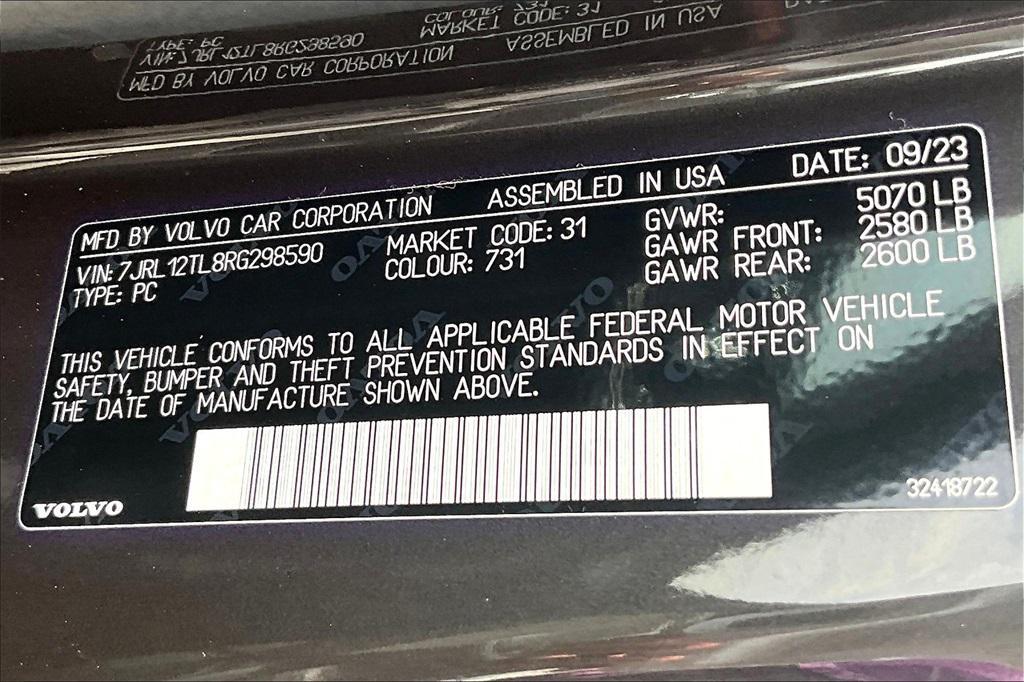 MFD BY VOLVO CAR CORPORATION ASSEMBLED IN USA DATE: 09/23
VIN: 7JRL12TL8RG298590 MARKET CODE: 31 GVWR: 5070 LB
TYPE: PC COLOUR: 731 GAWR FRONT: 2580 LB
GAWR REAR: 2600 LB
THIS VEHICLE CONFORMS TO ALL APPLICABLE FEDERAL MOTOR VEHICLE
SAFETY, BUMPER AND THEFT PREVENTION STANDARDS IN EFFECT ON
THE DATE OF MANUFACTURE SHOWN ABOVE.
VOLVO 32418722